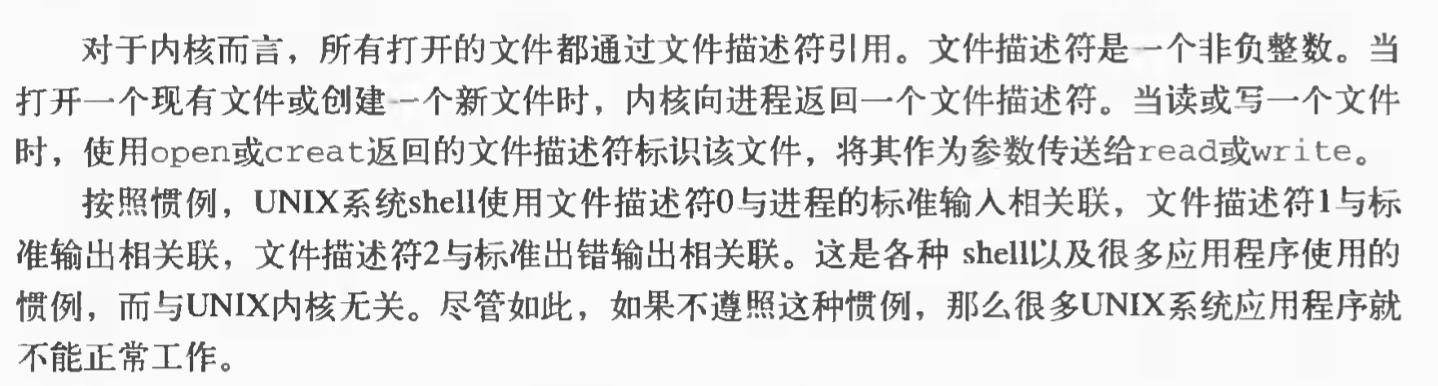 对于内核而言，所有打开的文件都通过文件描述符引用。文件描述符是一个非负整数。当
打开一个现有文件或创建一个新文件时，内核向进程返回一个文件描述符。当读或写一个文件
时，使用open或creat返回的文件描述符标识该文件，将其作为参数传送给read或write。
按照惯例，UNIX系统shell使用文件描述符0与进程的标准输入相关联，文件描述符1与标
准输出相关联，文件描述符2与标准出错输出相关联。这是各种 shell以及很多应用程序使用的
惯例，而与UNIX内核无关。尽管如此，如果不遵照这种惯例，那么很多UNIX系统应用程序就
不能正常工作。